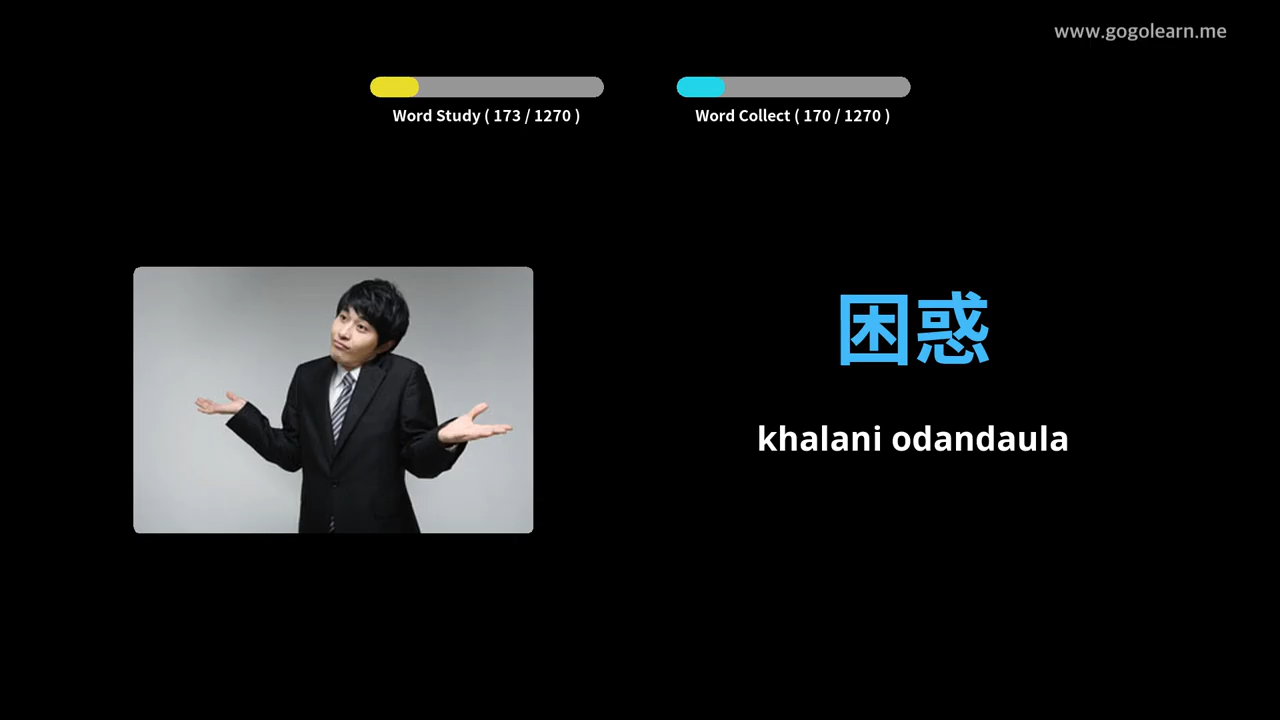 www.gogolearn.me
Word Study ( 173 / 1270 )
Word Collect ( 170 / 1270 )
困惑
khalani odandaula